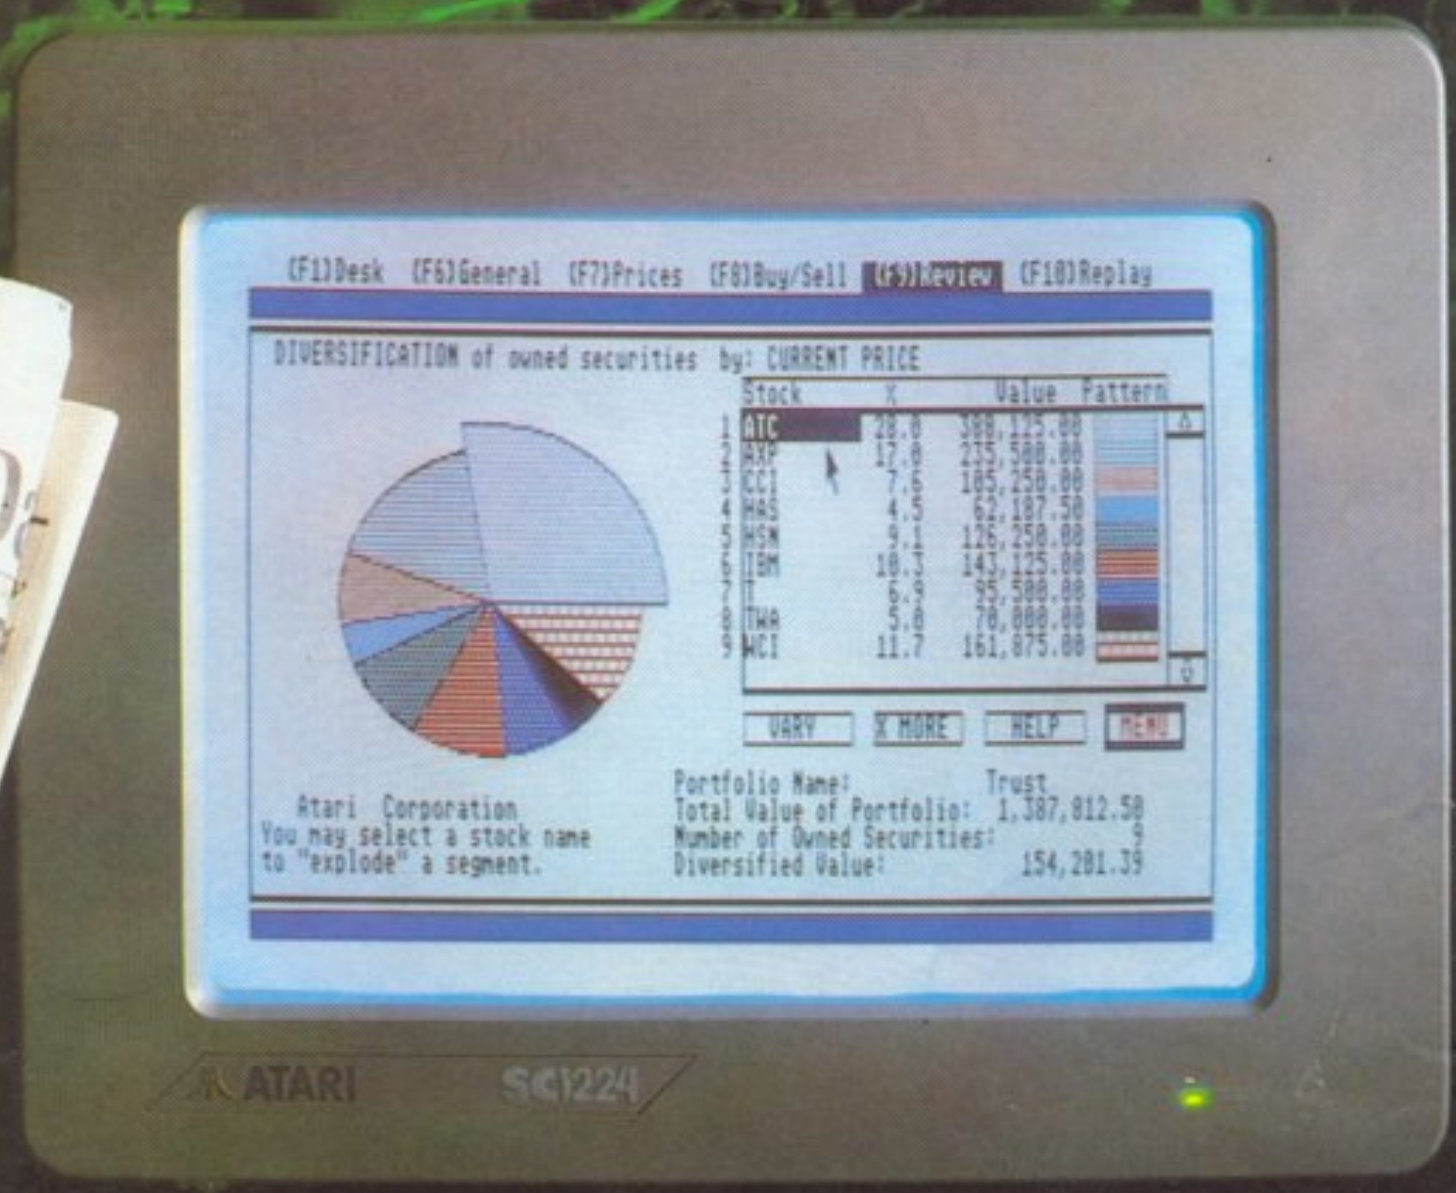 (F1)Desk (F6)General (F7)Prices (F8)Buy/Sell (F9)Review (F10)Replay
DIVERSIFICATION of owned securities by: CURRENT PRICE
Stock % Value Pattern
1 ATC 28.0 388,125.00
2 AXP 17.0 235,500.00
3 CCI 7.6 105,250.00
4 HAS 4.5 62,187.50
5 HSN 9.1 126,250.00
6 IBM 10.3 143,125.00
7 T 6.9 95,500.00
8 TWA 5.0 70,000.00
9 WCI 11.7 161,875.00
VARY X MORE HELP MENU
Portfolio Name: Trust
Total Value of Portfolio: 1,387,812.50
Number of Owned Securities: 9
Diversified Value: 154,201.39
Atari Corporation
You may select a stock name
to "explode" a segment.
ATARI SC1224